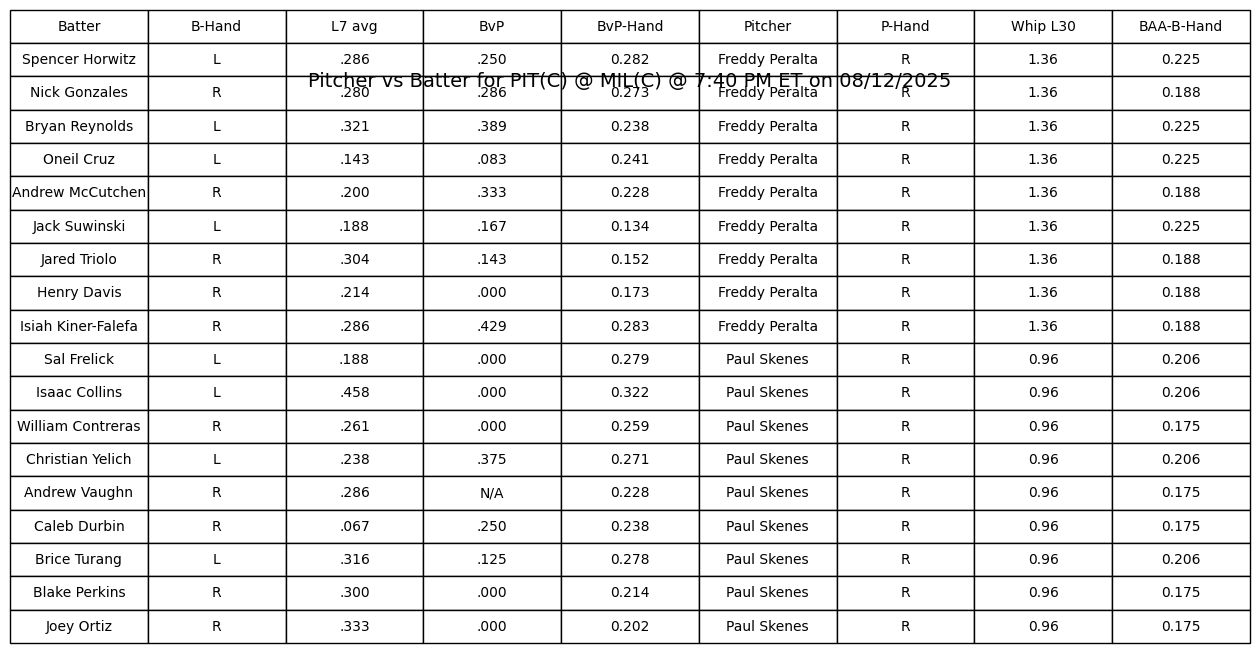 Batter B-Hand L7 avg BvP BvP-Hand Pitcher P-Hand Whip L30 BAA-B-Hand
Spencer Horwitz L .286 .250 0.282 Freddy Peralta R 1.36 0.225
Pitcher vs Batter for PIT(C) @ MIL(C) @ 7:40 PM ET on 08/12/2025
Nick Gonzales R .280 .286 0.273 Freddy Peralta R 1.36 0.188
Bryan Reynolds L .321 .389 0.238 Freddy Peralta R 1.36 0.225
Oneil Cruz L .143 .083 0.241 Freddy Peralta R 1.36 0.225
Andrew McCutchen R .200 .333 0.228 Freddy Peralta R 1.36 0.188
Jack Suwinski L .188 .167 0.134 Freddy Peralta R 1.36 0.225
Jared Triolo R .304 .143 0.152 Freddy Peralta R 1.36 0.188
Henry Davis R .214 .000 0.173 Freddy Peralta R 1.36 0.188
Isiah Kiner-Falefa R .286 .429 0.283 Freddy Peralta R 1.36 0.188
Sal Frelick L .188 .000 0.279 Paul Skenes R 0.96 0.206
Isaac Collins L .458 .000 0.322 Paul Skenes R 0.96 0.206
William Contreras R .261 .000 0.259 Paul Skenes R 0.96 0.175
Christian Yelich L .238 .375 0.271 Paul Skenes R 0.96 0.206
Andrew Vaughn R .286 N/A 0.228 Paul Skenes R 0.96 0.175
Caleb Durbin R .067 .250 0.238 Paul Skenes R 0.96 0.175
Brice Turang L .316 .125 0.278 Paul Skenes R 0.96 0.206
Blake Perkins R .300 .000 0.214 Paul Skenes R 0.96 0.175
Joey Ortiz R .333 .000 0.202 Paul Skenes R 0.96 0.175